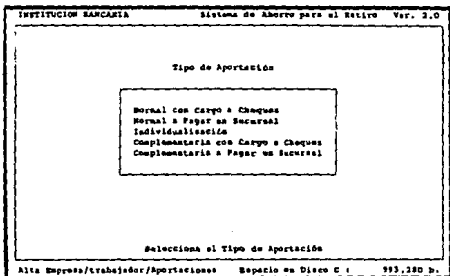 INSTITUCION BANCARIA Sistema de Ahorro para el Retiro Ver. 2.0
Tipo de Aportación
Normal con Cargo a Cheques
Normal a Pagar en Sucursal
Individualización
Complementaria con Cargo a Cheques
Complementaria a Pagar en Sucursal
Selecciona el Tipo de Aportación
Alta Empresa/trabajador/Aportaciones Espacio en Disco C : 993,280 b.